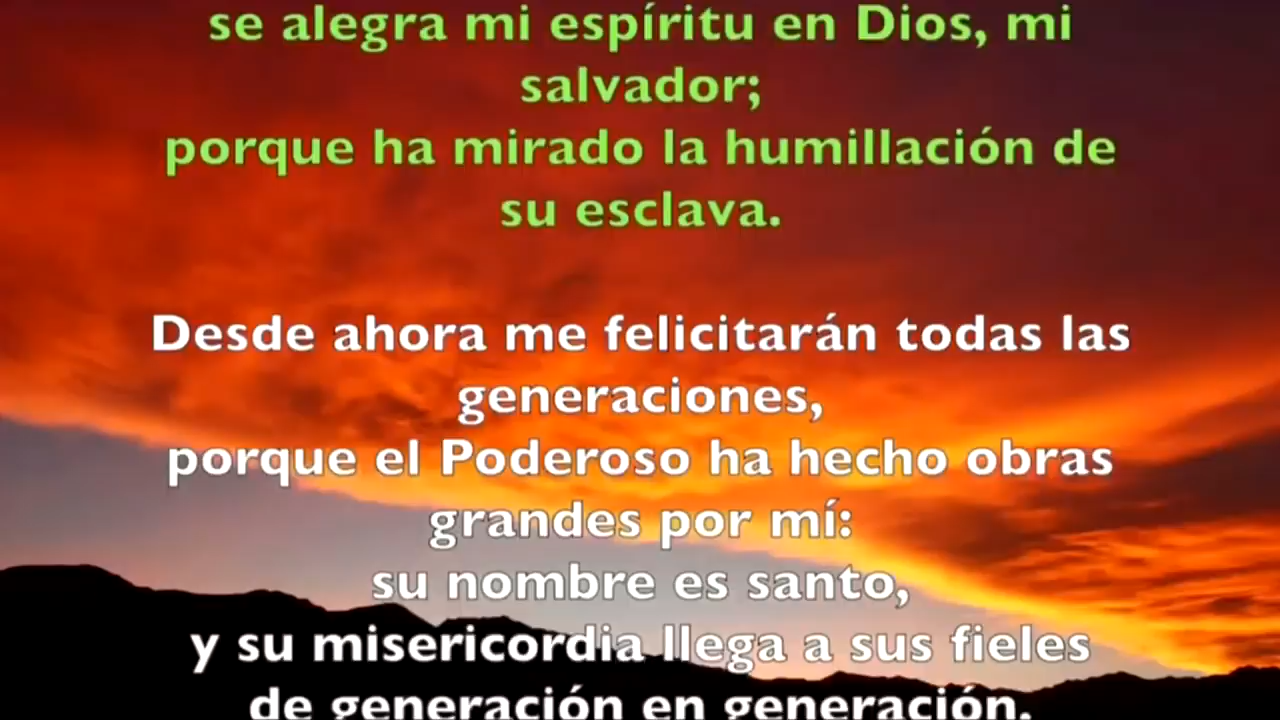 se alegra mi espíritu en Dios, mi
salvador;
porque ha mirado la humillación de
su esclava.
Desde ahora me felicitarán todas las
generaciones,
porque el Poderoso ha hecho obras
grandes por mí:
su nombre es santo,
y su misericordia llega a sus fieles
de generación en generación.